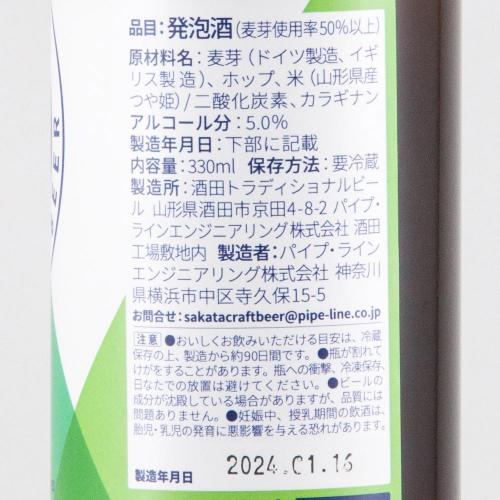 品目：発泡酒（麦芽使用率50%以上）
原材料名：麦芽（ドイツ製造、イギ
リス製造）、ホップ、米（山形県産
つや姫）/二酸化炭素、カラギナン
アルコール分：5.0%
製造年月日：下部に記載
内容量：330ml 保存方法：要冷蔵
製造所：酒田トラディショナルビー
ル 山形県酒田市京田4-8-2 パイプ・
ラインエンジニアリング株式会社 酒田
工場敷地内 製造者：パイプ・ライン
エンジニアリング株式会社 神奈川
県横浜市中区寺久保15-5
お問合せ：sakatacraftbeer@pipe-line.co.jp
注意 ●おいしくお飲みいただける目安は、冷蔵
保存の上、製造から約90日間です。●瓶が割れて
けがをすることがあります。瓶への衝撃、冷凍保存、
日なたでの放置は避けてください。●ビールの
成分が沈殿している場合がありますが、品質には
問題ありません。●妊娠中、授乳期間の飲酒は、
胎児・乳児の発育に悪影響を与える恐れがあります。
製造年月日 2024.01.16
BEER